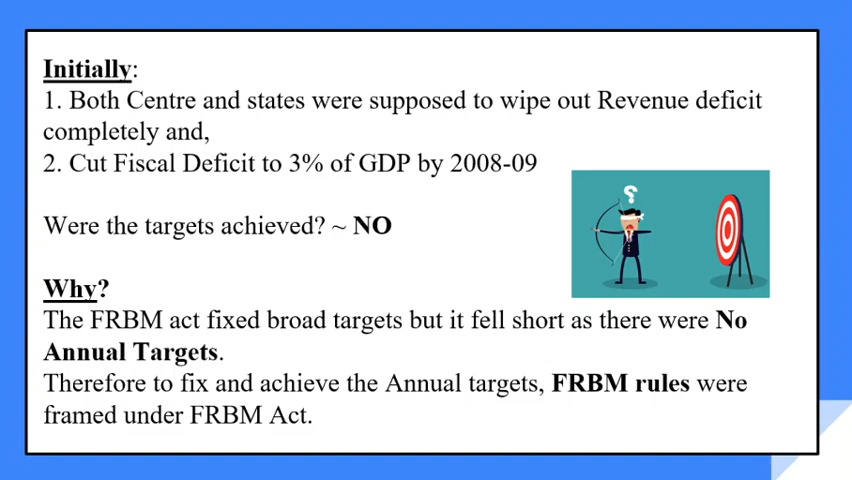 Initially:
1. Both Centre and states were supposed to wipe out Revenue deficit
completely and,
2. Cut Fiscal Deficit to 3% of GDP by 2008-09
?
Were the targets achieved? ~ NO
Why?
The FRBM act fixed broad targets but it fell short as there were No
Annual Targets.
Therefore to fix and achieve the Annual targets, FRBM rules were
framed under FRBM Act.